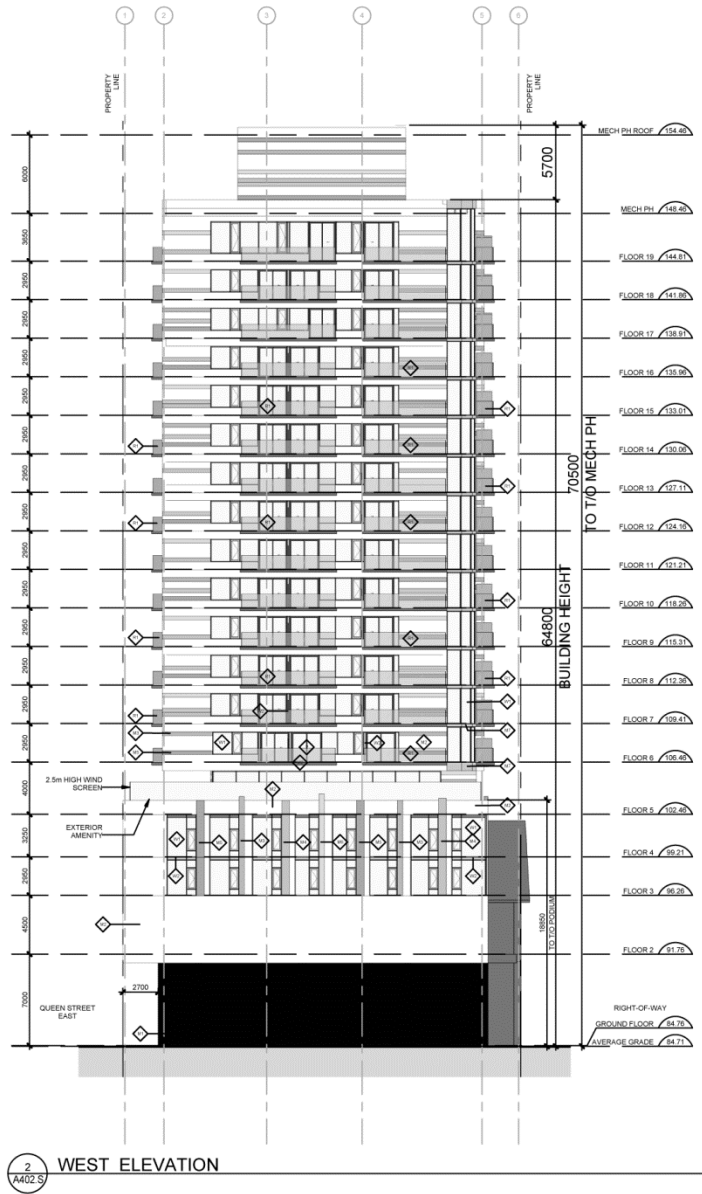 1 2 3 4 5 6
PROPERTY
LINE
PROPERTY
LINE
MECH PH ROOF 154.46
6000
5700
MECH PH 148.46
3650
FLOOR 19 144.81
2950
FLOOR 18 141.86
2950
FLOOR 17 138.91
2950
FLOOR 16 135.96
2950
FLOOR 15 133.01
2950
FLOOR 14 130.06
2950
FLOOR 13 127.11
2950
FLOOR 12 124.16
2950
FLOOR 11 121.21
2950
FLOOR 10 118.26
2950
FLOOR 9 115.31
2950
FLOOR 8 112.36
2950
FLOOR 7 109.41
2950
FLOOR 6 106.46
70500
TO T/O MECH PH
64800
BUILDING HEIGHT
4000
2.5m HIGH WIND
SCREEN
FLOOR 5 102.46
EXTERIOR
AMENITY
3250
FLOOR 4 99.21
2950
FLOOR 3 96.26
18850
TO T/O PODIUM
4500
FLOOR 2 91.76
7000
2700
QUEEN STREET
EAST
RIGHT-OF-WAY
GROUND FLOOR 84.76
AVERAGE GRADE 84.71
2
A402.S
WEST ELEVATION